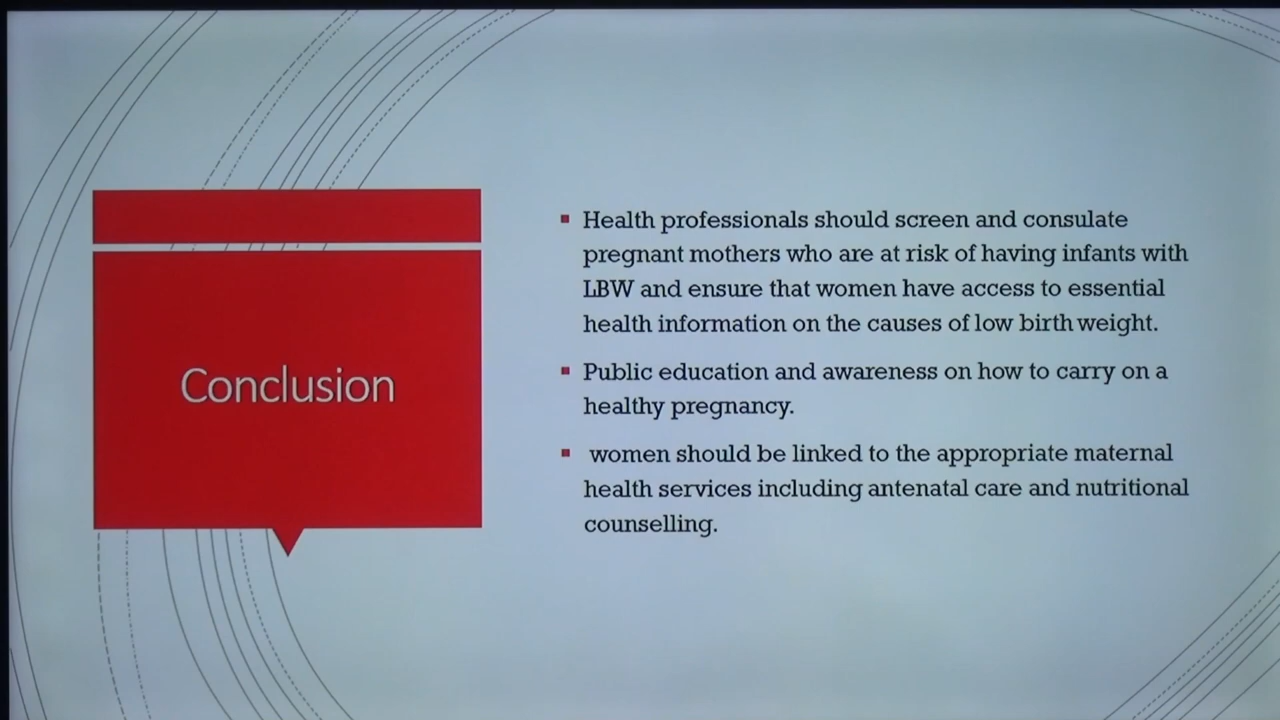 Conclusion
Health professionals should screen and consulate
pregnant mothers who are at risk of having infants with
LBW and ensure that women have access to essential
health information on the causes of low birth weight.
Public education and awareness on how to carry on a
healthy pregnancy.
women should be linked to the appropriate maternal
health services including antenatal care and nutritional
counselling.